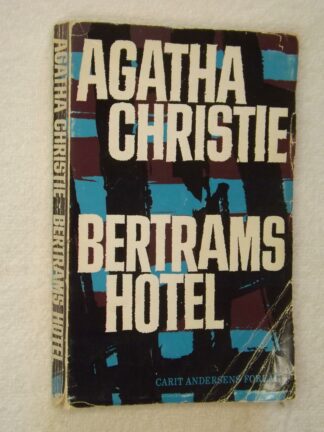 AGATHA
CHRISTIE
BERTRAMS
HOTEL
CARIT ANDERSENS FORLAG
AGATHA CHRISTIE BERTRAMS HOTEL